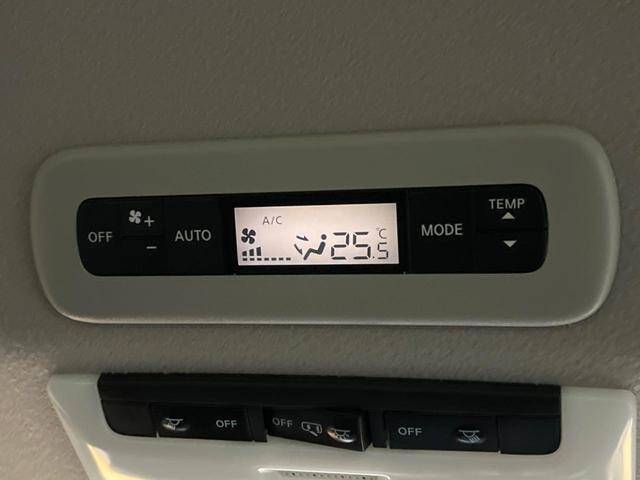 OFF + AUTO A/C 25.5 °C MODE TEMP
−
OFF OFF OFF